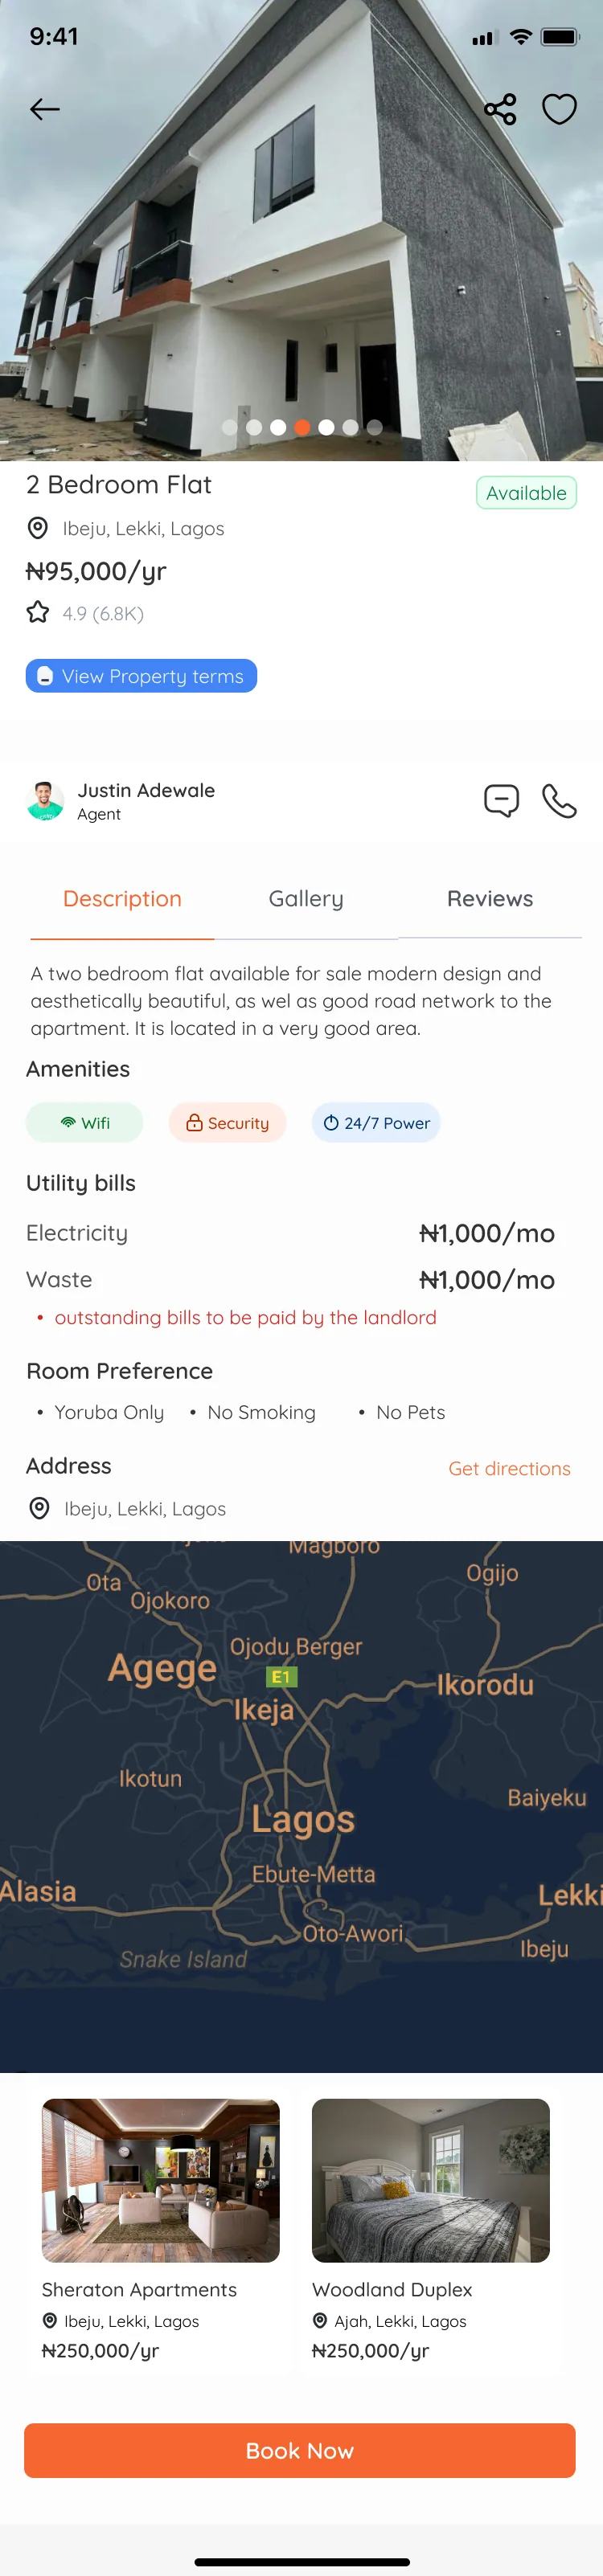 9:41
2 Bedroom Flat
Available
Ibeju, Lekki, Lagos
₦95,000/yr
4.9 (6.8K)
View Property terms
Justin Adewale
Agent
Description Gallery Reviews
A two bedroom flat available for sale modern design and
aesthetically beautiful, as well as good road network to the
apartment. It is located in a very good area.
Amenities
Wifi Security 24/7 Power
Utility bills
Electricity ₦1,000/mo
Waste ₦1,000/mo
• outstanding bills to be paid by the landlord
Room Preference
• Yoruba Only • No Smoking • No Pets
Address
Get directions
Ibeju, Lekki, Lagos
Magboro
Ota
Ogijo
Ojokoro
Ojodu Berger
Agege
E1
Ikorodu
Ikeja
Ikotun
Baiyeku
Lagos
Ebute-Metta
Alasia
Lekki
Oto-Awori
Ibeju
Snake Island
Sheraton Apartments
Ibeju, Lekki, Lagos
₦250,000/yr
Woodland Duplex
Ajah, Lekki, Lagos
₦250,000/yr
Book Now